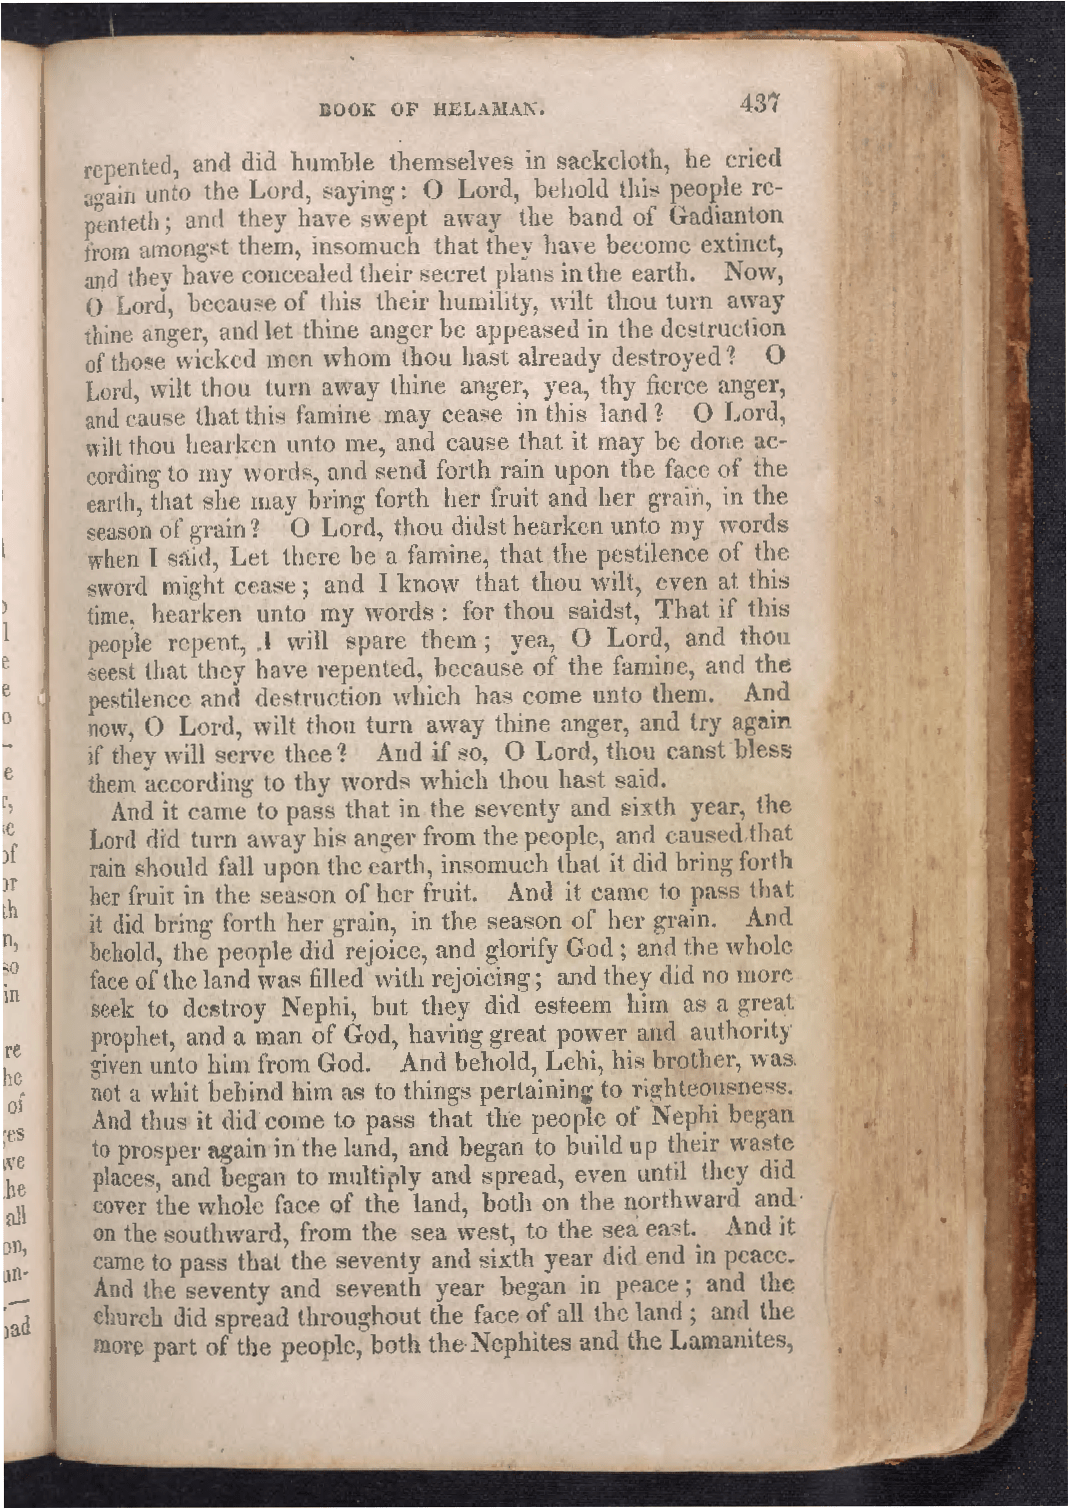 BOOK OF HELAMAN. 437
repented, and did humble themselves in sackcloth, he cried
again unto the Lord, saying: O Lord, behold this people re-
penteth; and they have swept away the band of Gadianton
from amongst them, insomuch that they have become extinct,
and they have concealed their secret plans in the earth. Now,
O Lord, because of this their humility, wilt thou turn away
thine anger, and let thine anger be appeased in the destruction
of those wicked men whom thou hast already destroyed? O
Lord, wilt thou turn away thine anger, yea, thy fierce anger,
and cause that this famine may cease in this land? O Lord,
wilt thou hearken unto me, and cause that it may be done ac-
cording to my words, and send forth rain upon the face of the
earth, that she may bring forth her fruit and her grain, in the
season of grain? O Lord, thou didst hearken unto my words
when I said, Let there be a famine, that the pestilence of the
sword might cease; and I know that thou wilt, even at this
time, hearken unto my words: for thou saidst, That if this
people repent, I will spare them; yea, O Lord, and thou
seest that they have repented, because of the famine, and the
pestilence and destruction which has come unto them. And
now, O Lord, wilt thou turn away thine anger, and try again
if they will serve thee? And if so, O Lord, thou canst bless
them according to thy words which thou hast said.
And it came to pass that in the seventy and sixth year, the
Lord did turn away his anger from the people, and caused that
rain should fall upon the earth, insomuch that it did bring forth
her fruit in the season of her fruit. And it came to pass that
it did bring forth her grain, in the season of her grain. And
behold, the people did rejoice, and glorify God; and the whole
face of the land was filled with rejoicing; and they did no more
seek to destroy Nephi, but they did esteem him as a great
prophet, and a man of God, having great power and authority
given unto him from God. And behold, Lehi, his brother, was
not a whit behind him as to things pertaining to righteousness.
And thus it did come to pass that the people of Nephi began
to prosper again in the land, and began to build up their waste
places, and began to multiply and spread, even until they did
cover the whole face of the land, both on the northward and
on the southward, from the sea west, to the sea east. And it
came to pass that the seventy and sixth year did end in peace.
And the seventy and seventh year began in peace; and the
church did spread throughout the face of all the land; and the
more part of the people, both the Nephites and the Lamanites,